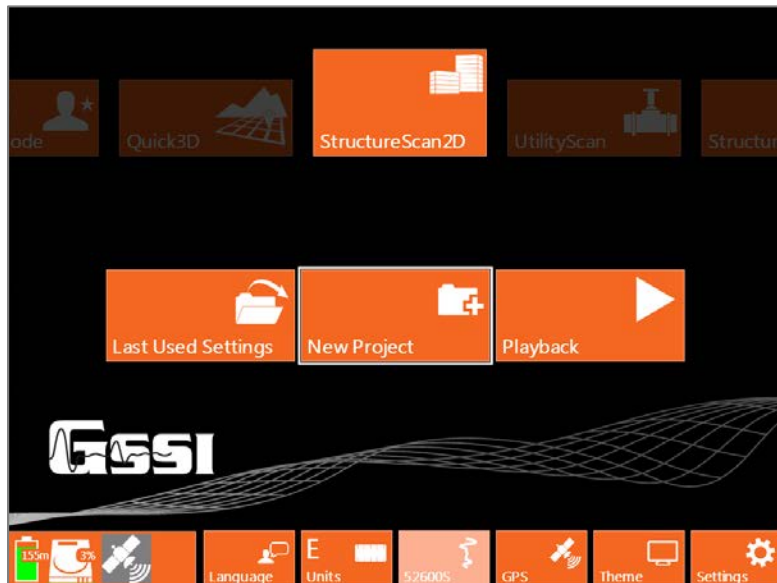 ode
Quick3D
StructureScan2D
UtilityScan
Structur
Last Used Settings
New Project
Playback
GSSI
155m
3%
Language
E
Units
52600S
GPS
Theme
Settings